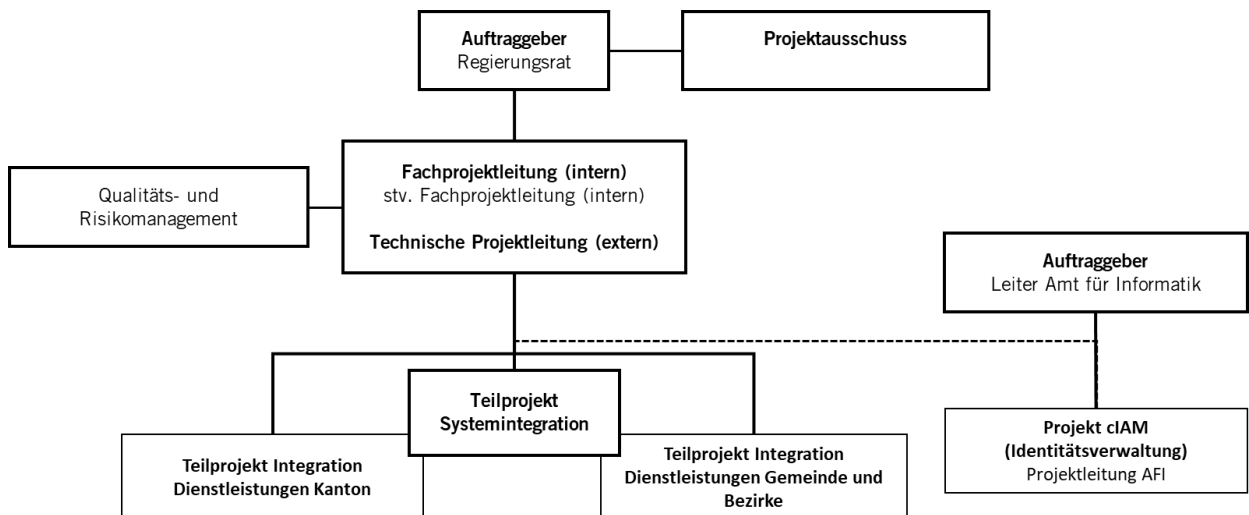 Auftraggeber
Regierungsrat
Projektausschuss
Fachprojektleitung (intern)
stv. Fachprojektleitung (intern)
Technische Projektleitung (extern)
Qualitäts- und
Risikomanagement
Auftraggeber
Leiter Amt für Informatik
Teilprojekt
Systemintegration
Teilprojekt Integration
Dienstleistungen Kanton
Teilprojekt Integration
Dienstleistungen Gemeinde und
Bezirke
Projekt cIAM
(Identitätsverwaltung)
Projektleitung AFI